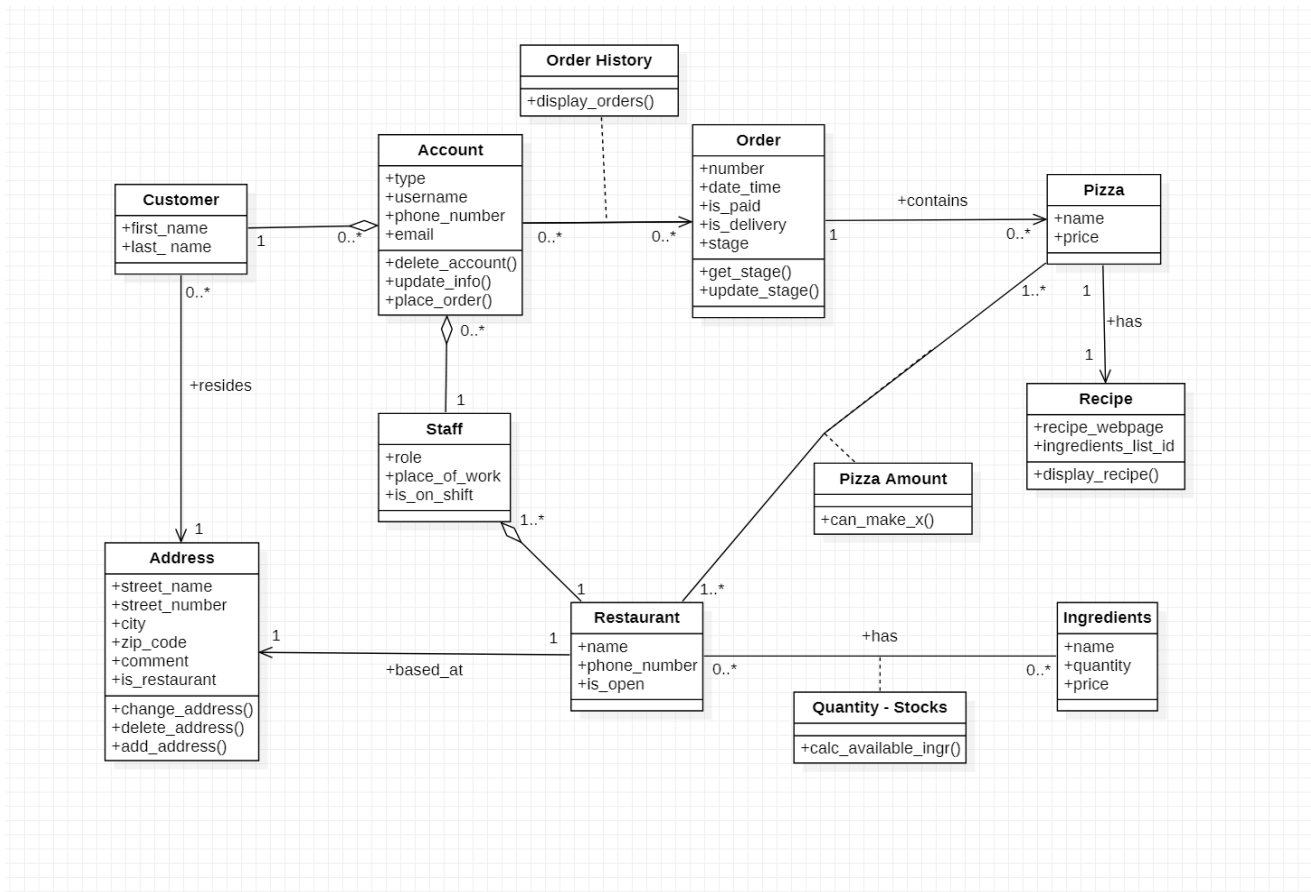 Order History
+display_orders()
Account
+type
+username
+phone_number
+email
+delete_account()
+update_info()
+place_order()
Order
+number
+date_time
+is_paid
+is_delivery
+stage
+get_stage()
+update_stage()
Customer
+first_name
+last_ name
Pizza
+name
+price
1
0..*
0..*
0..*
+contains
1
0..*
0..*
+resides
1
0..*
1
1..*
1
+has
1
Recipe
+recipe_webpage
+ingredients_list_id
+display_recipe()
Staff
+role
+place_of_work
+is_on_shift
Pizza Amount
+can_make_x()
1..*
1
1..*
Address
+street_name
+street_number
+city
+zip_code
+comment
+is_restaurant
+change_address()
+delete_address()
+add_address()
1
+based_at
1
Restaurant
+name
+phone_number
+is_open
0..*
+has
0..*
Ingredients
+name
+quantity
+price
Quantity - Stocks
+calc_available_ingr()